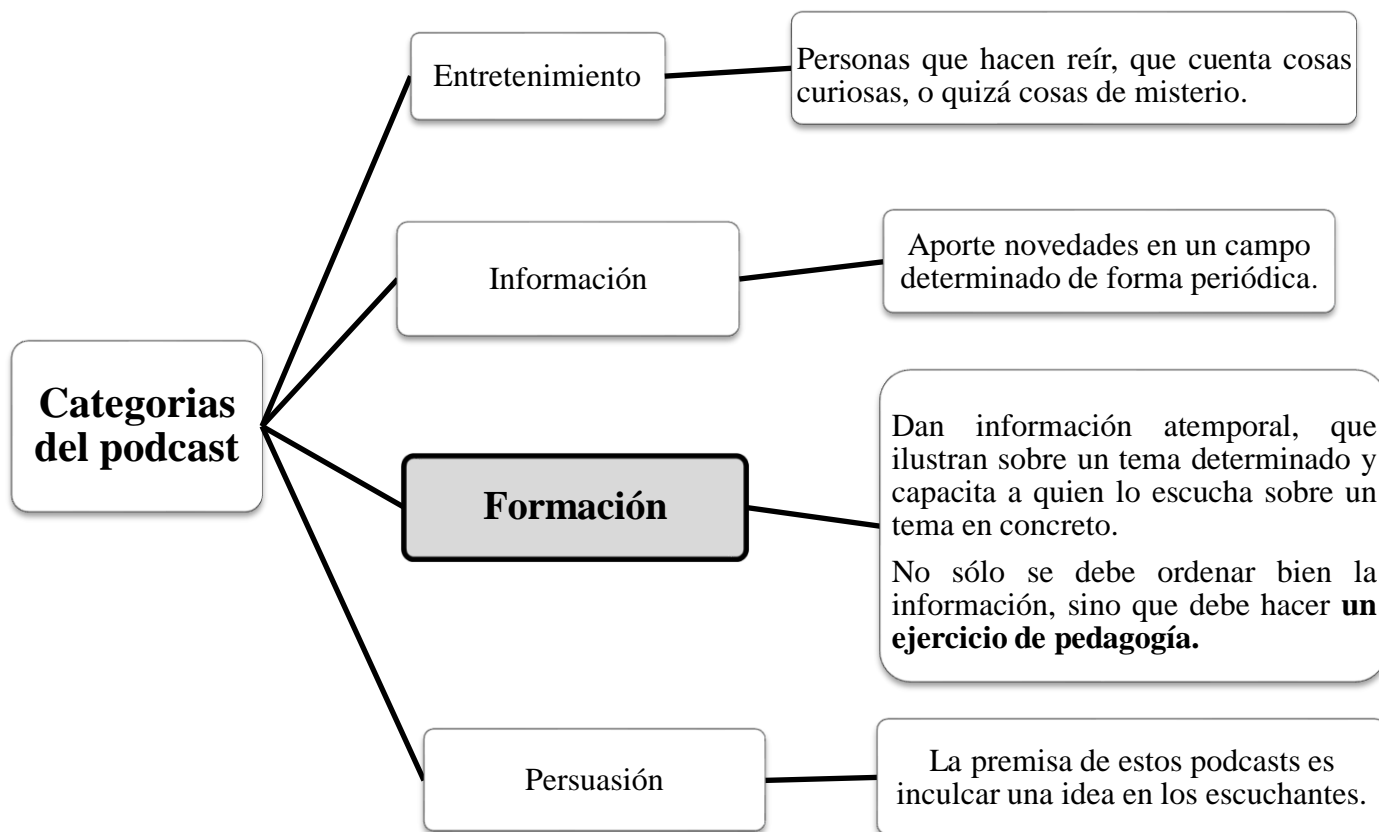 Categorias
del podcast
Entretenimiento
Personas que hacen reír, que cuenta cosas
curiosas, o quizá cosas de misterio.
Información
Aporte novedades en un campo
determinado de forma periódica.
Formación
Dan información atemporal, que
ilustran sobre un tema determinado y
capacita a quien lo escucha sobre un
tema en concreto.
No sólo se debe ordenar bien la
información, sino que debe hacer un
ejercicio de pedagogía.
Persuasión
La premisa de estos podcasts es
inculcar una idea en los escuchantes.